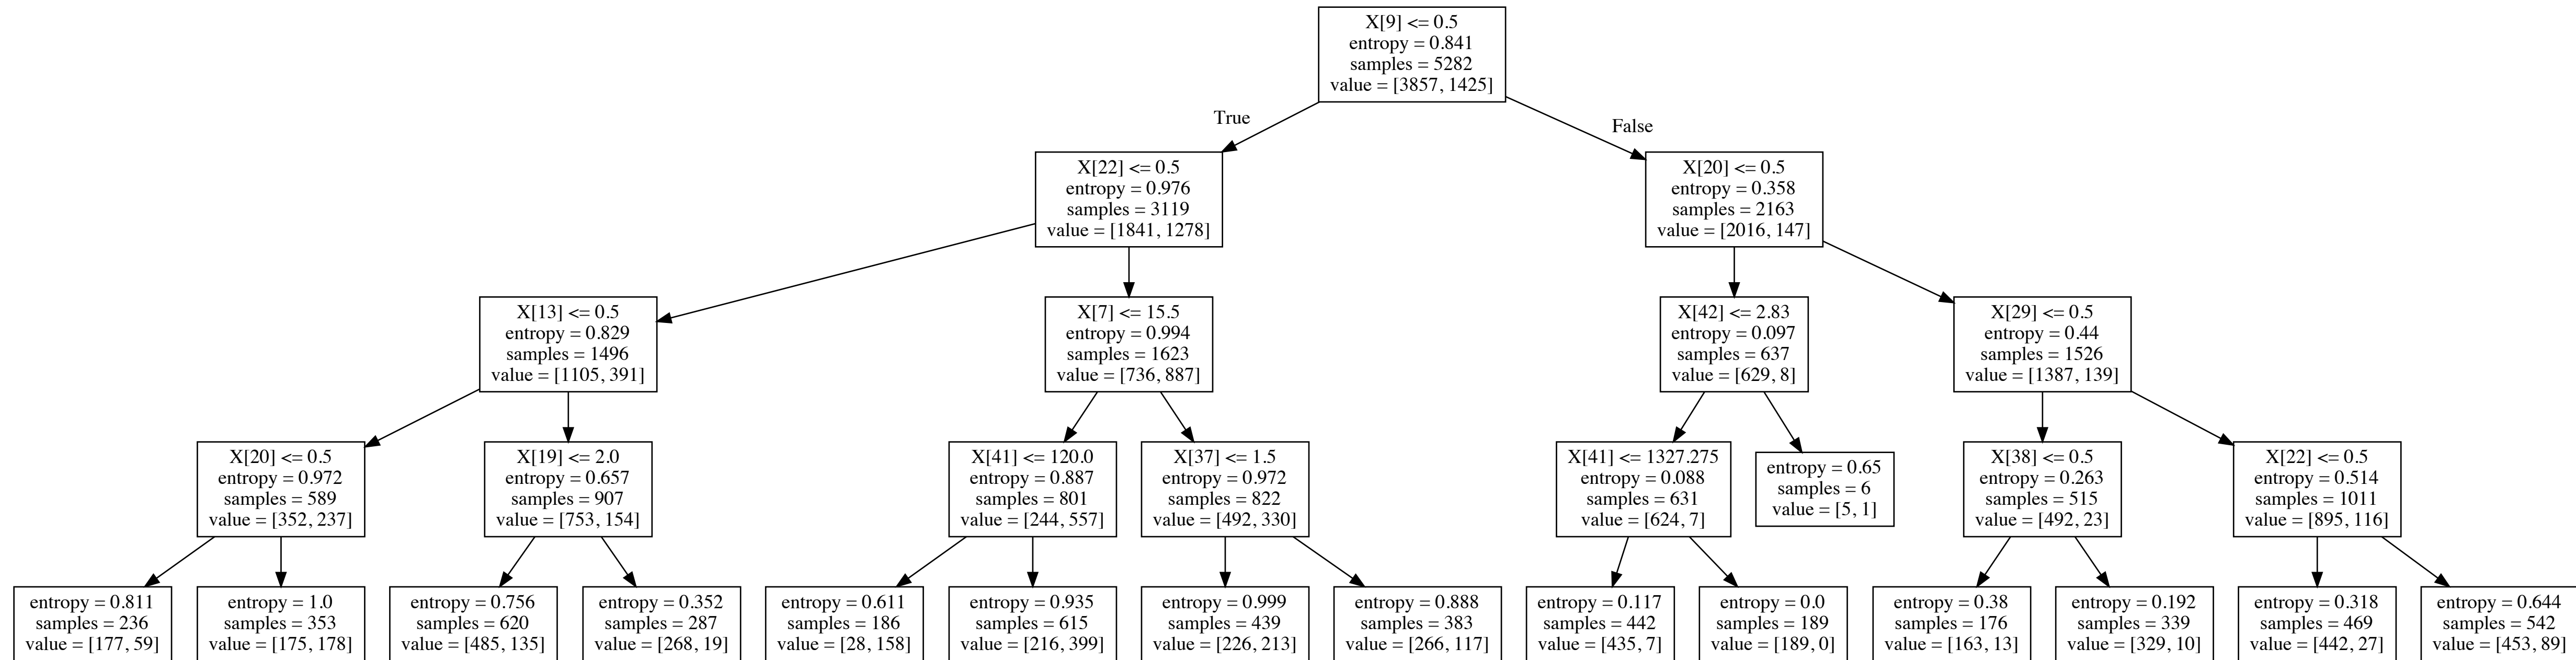 X[9] <= 0.5
entropy = 0.841
samples = 5282
value = [3857, 1425]
True
False
X[22] <= 0.5
entropy = 0.976
samples = 3119
value = [1841, 1278]
X[20] <= 0.5
entropy = 0.358
samples = 2163
value = [2016, 147]
X[13] <= 0.5
entropy = 0.829
samples = 1496
value = [1105, 391]
X[7] <= 15.5
entropy = 0.994
samples = 1623
value = [736, 887]
X[42] <= 2.83
entropy = 0.097
samples = 637
value = [629, 8]
X[29] <= 0.5
entropy = 0.44
samples = 1526
value = [1387, 139]
X[20] <= 0.5
entropy = 0.972
samples = 589
value = [352, 237]
X[19] <= 2.0
entropy = 0.657
samples = 907
value = [753, 154]
X[41] <= 120.0
entropy = 0.887
samples = 801
value = [244, 557]
X[37] <= 1.5
entropy = 0.972
samples = 822
value = [492, 330]
X[41] <= 1327.275
entropy = 0.088
samples = 631
value = [624, 7]
entropy = 0.65
samples = 6
value = [5, 1]
X[38] <= 0.5
entropy = 0.263
samples = 515
value = [492, 23]
X[22] <= 0.5
entropy = 0.514
samples = 1011
value = [895, 116]
entropy = 0.811
samples = 236
value = [177, 59]
entropy = 1.0
samples = 353
value = [175, 178]
entropy = 0.756
samples = 620
value = [485, 135]
entropy = 0.352
samples = 287
value = [268, 19]
entropy = 0.611
samples = 186
value = [28, 158]
entropy = 0.935
samples = 615
value = [216, 399]
entropy = 0.999
samples = 439
value = [226, 213]
entropy = 0.888
samples = 383
value = [266, 117]
entropy = 0.117
samples = 442
value = [435, 7]
entropy = 0.0
samples = 189
value = [189, 0]
entropy = 0.38
samples = 176
value = [163, 13]
entropy = 0.192
samples = 339
value = [329, 10]
entropy = 0.318
samples = 469
value = [442, 27]
entropy = 0.644
samples = 542
value = [453, 89]